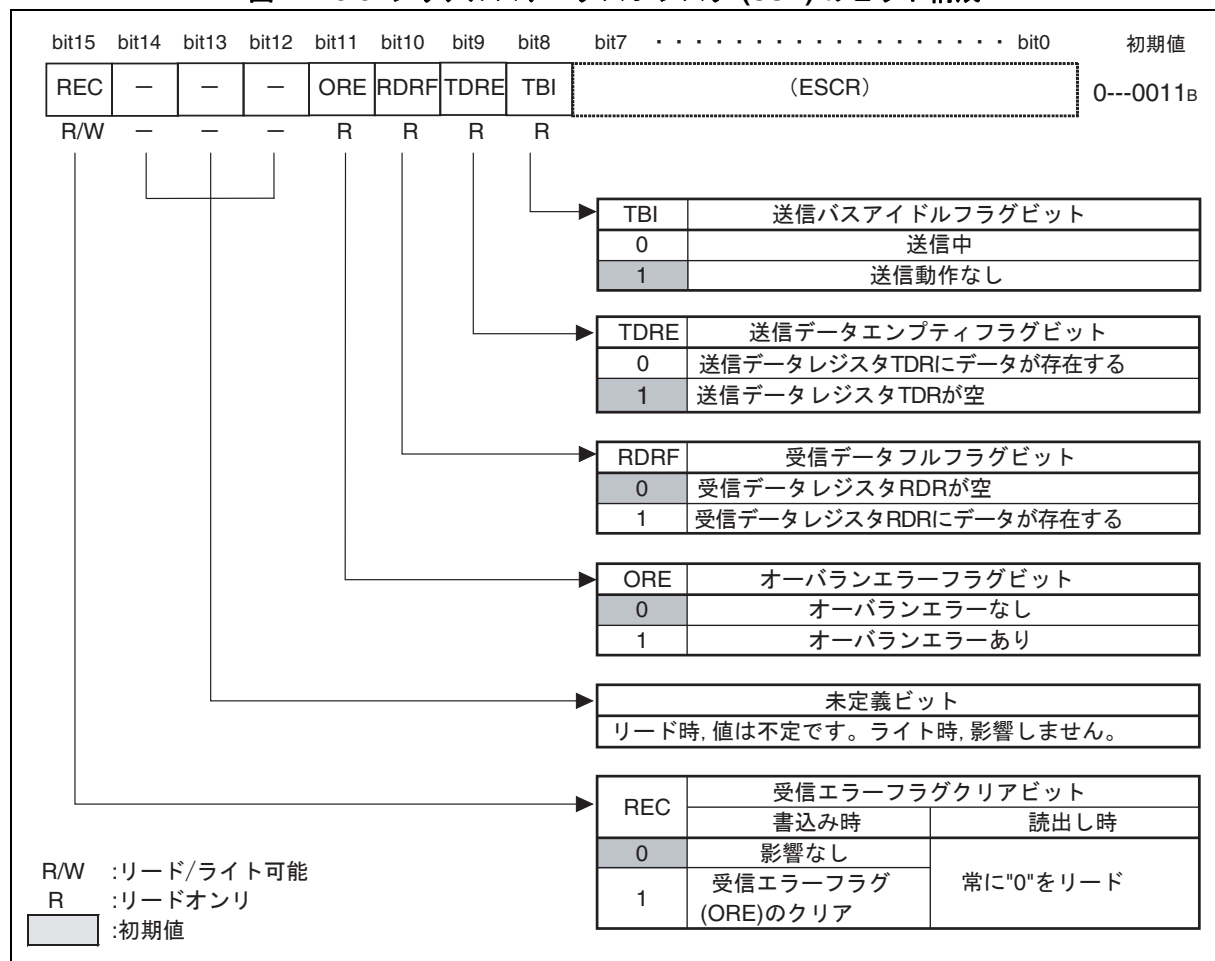 bit15 bit14 bit13 bit12 bit11 bit10 bit9 bit8 bit7 ・・・・・・・・・・・・・・・・・・ bit0 初期値
REC － － － ORE RDRF TDRE TBI （ESCR） 0---0011B
R/W － － － R R R R
TBI 送信バスアイドルフラグビット
0 送信中
1 送信動作なし
TDRE 送信データエンプティフラグビット
0 送信データレジスタTDRにデータが存在する
1 送信データレジスタTDRが空
RDRF 受信データフルフラグビット
0 受信データレジスタRDRが空
1 受信データレジスタRDRにデータが存在する
ORE オーバランエラーフラグビット
0 オーバランエラーなし
1 オーバランエラーあり
未定義ビット
リード時, 値は不定です。ライト時, 影響しません。
REC 受信エラーフラグクリアビット
書込み時 読出し時
0 影響なし 常に"0"をリード
1 受信エラーフラグ
(ORE)のクリア
R/W :リード/ライト可能
R :リードオンリ
:初期値